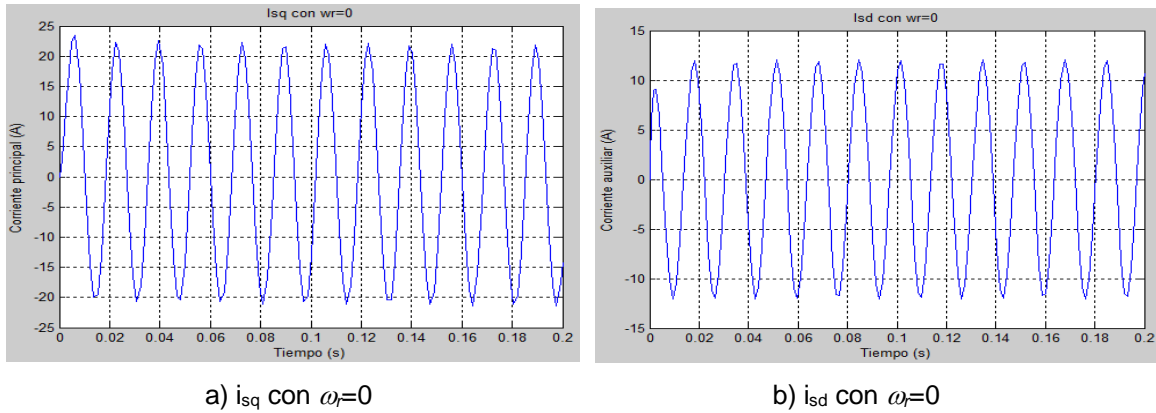 Isq con wr=0
Corriente principal (A)
25
20
15
10
5
0
-5
-10
-15
-20
-25
0 0.02 0.04 0.06 0.08 0.1 0.12 0.14 0.16 0.18 0.2
Tiempo (s)
a) isq con ωr=0
Isd con wr=0
Corriente auxiliar (A)
15
10
5
0
-5
-10
-15
0 0.02 0.04 0.06 0.08 0.1 0.12 0.14 0.16 0.18 0.2
Tiempo (s)
b) isd con ωr=0